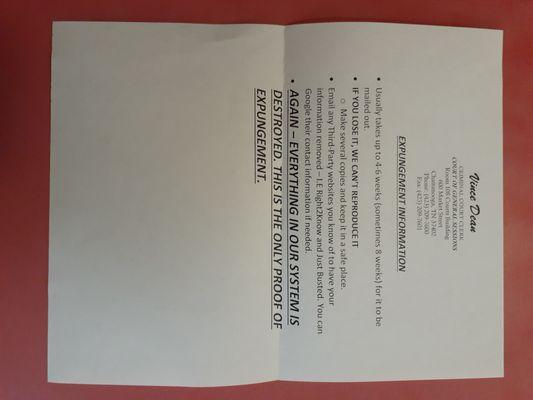 Vince Dean
CRIMINAL COURT CLERK
COURT OF GENERAL SESSIONS
Room 106 Courts Building
600 Market Street
Chattanooga, TN 37402
Phone: (423) 209-7600
Fax: (423) 209-7601
EXPUNGEMENT INFORMATION
• Usually takes up to 4-6 weeks (sometimes 8 weeks) for it to be
mailed out.
• IF YOU LOSE IT, WE CAN'T REPRODUCE IT
o Make several copies and keep it in a safe place.
• Email any Third-Party websites you know of to have your
information removed – I.E Right2Know and Just Busted. You can
Google their contact information if needed.
• AGAIN – EVERYTHING IN OUR SYSTEM IS
DESTROYED. THIS IS THE ONLY PROOF OF
EXPUNGEMENT.